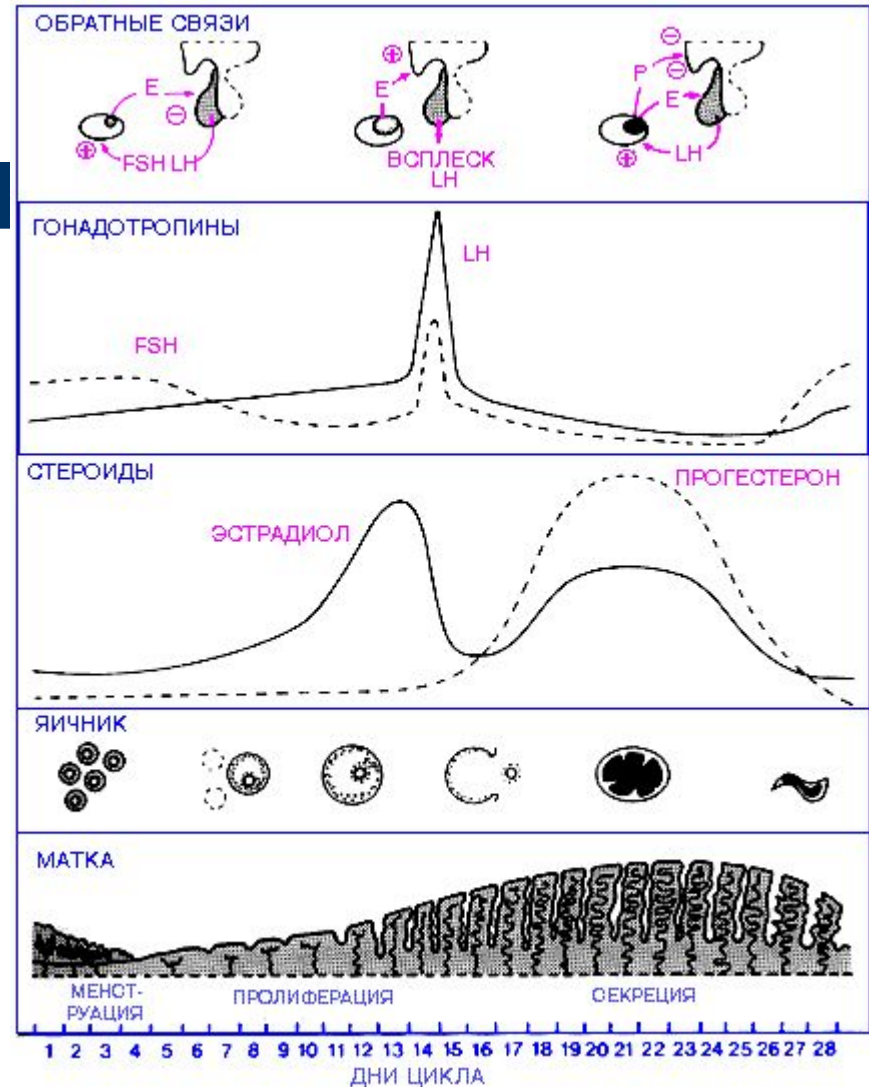 ОБРАТНЫЕ СВЯЗИ
E
FSH LH
E
ВСПЛЕСК
LH
P
E
LH
ГОНАДОТРОПИНЫ
LH
FSH
СТЕРОИДЫ
ПРОГЕСТЕРОН
ЭСТРАДИОЛ
ЯИЧНИК
МАТКА
МЕНСТ-
РУАЦИЯ
ПРОЛИФЕРАЦИЯ
СЕКРЕЦИЯ
1 2 3 4 5 6 7 8 9 10 11 12 13 14 15 16 17 18 19 20 21 22 23 24 25 26 27 28
ДНИ ЦИКЛА